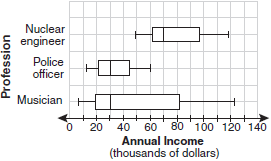 Profession
Nuclear
engineer
Police
officer
Musician
0 20 40 60 80 100 120 140
Annual Income
(thousands of dollars)